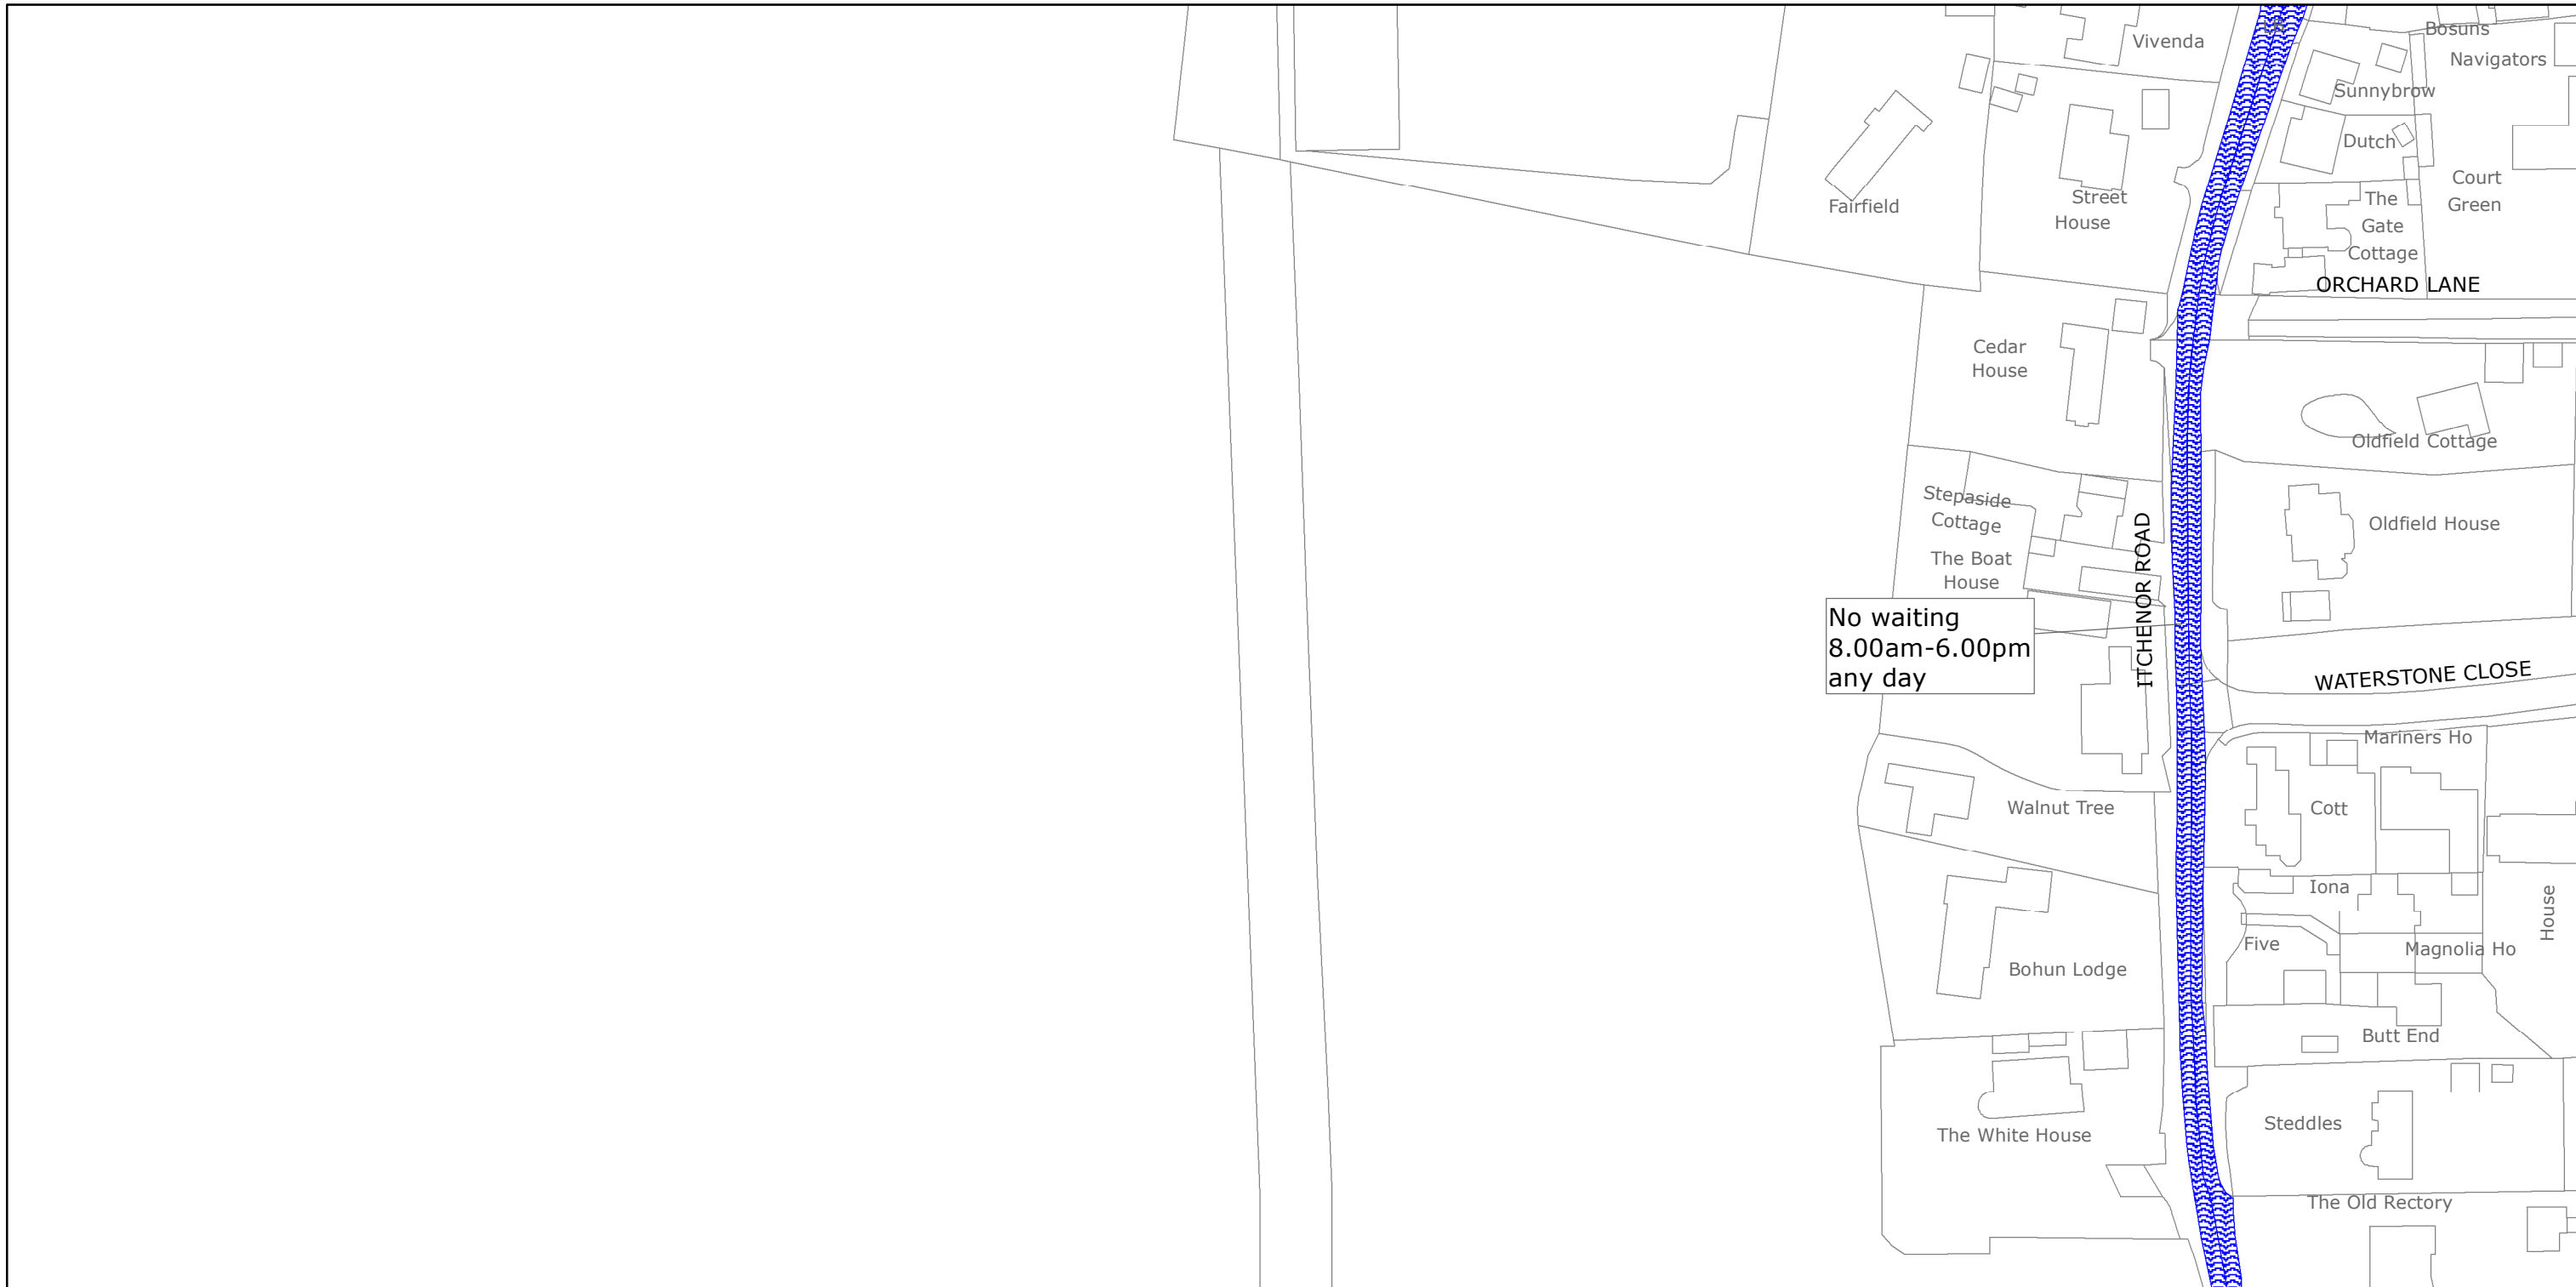 Bosuns
Vivenda
Navigators
Sunnybrow
Dutch
Court
Green
Street
House
Fairfield
The
Gate
Cottage
ORCHARD LANE
Cedar
House
Oldfield Cottage
Stepaside
Cottage
Oldfield House
The Boat
House
ITCHENOR ROAD
No waiting
8.00am-6.00pm
any day
WATERSTONE CLOSE
Mariners Ho
Walnut Tree
Cott
Iona
House
Five
Magnolia Ho
Bohun Lodge
Butt End
Steddles
The White House
The Old Rectory